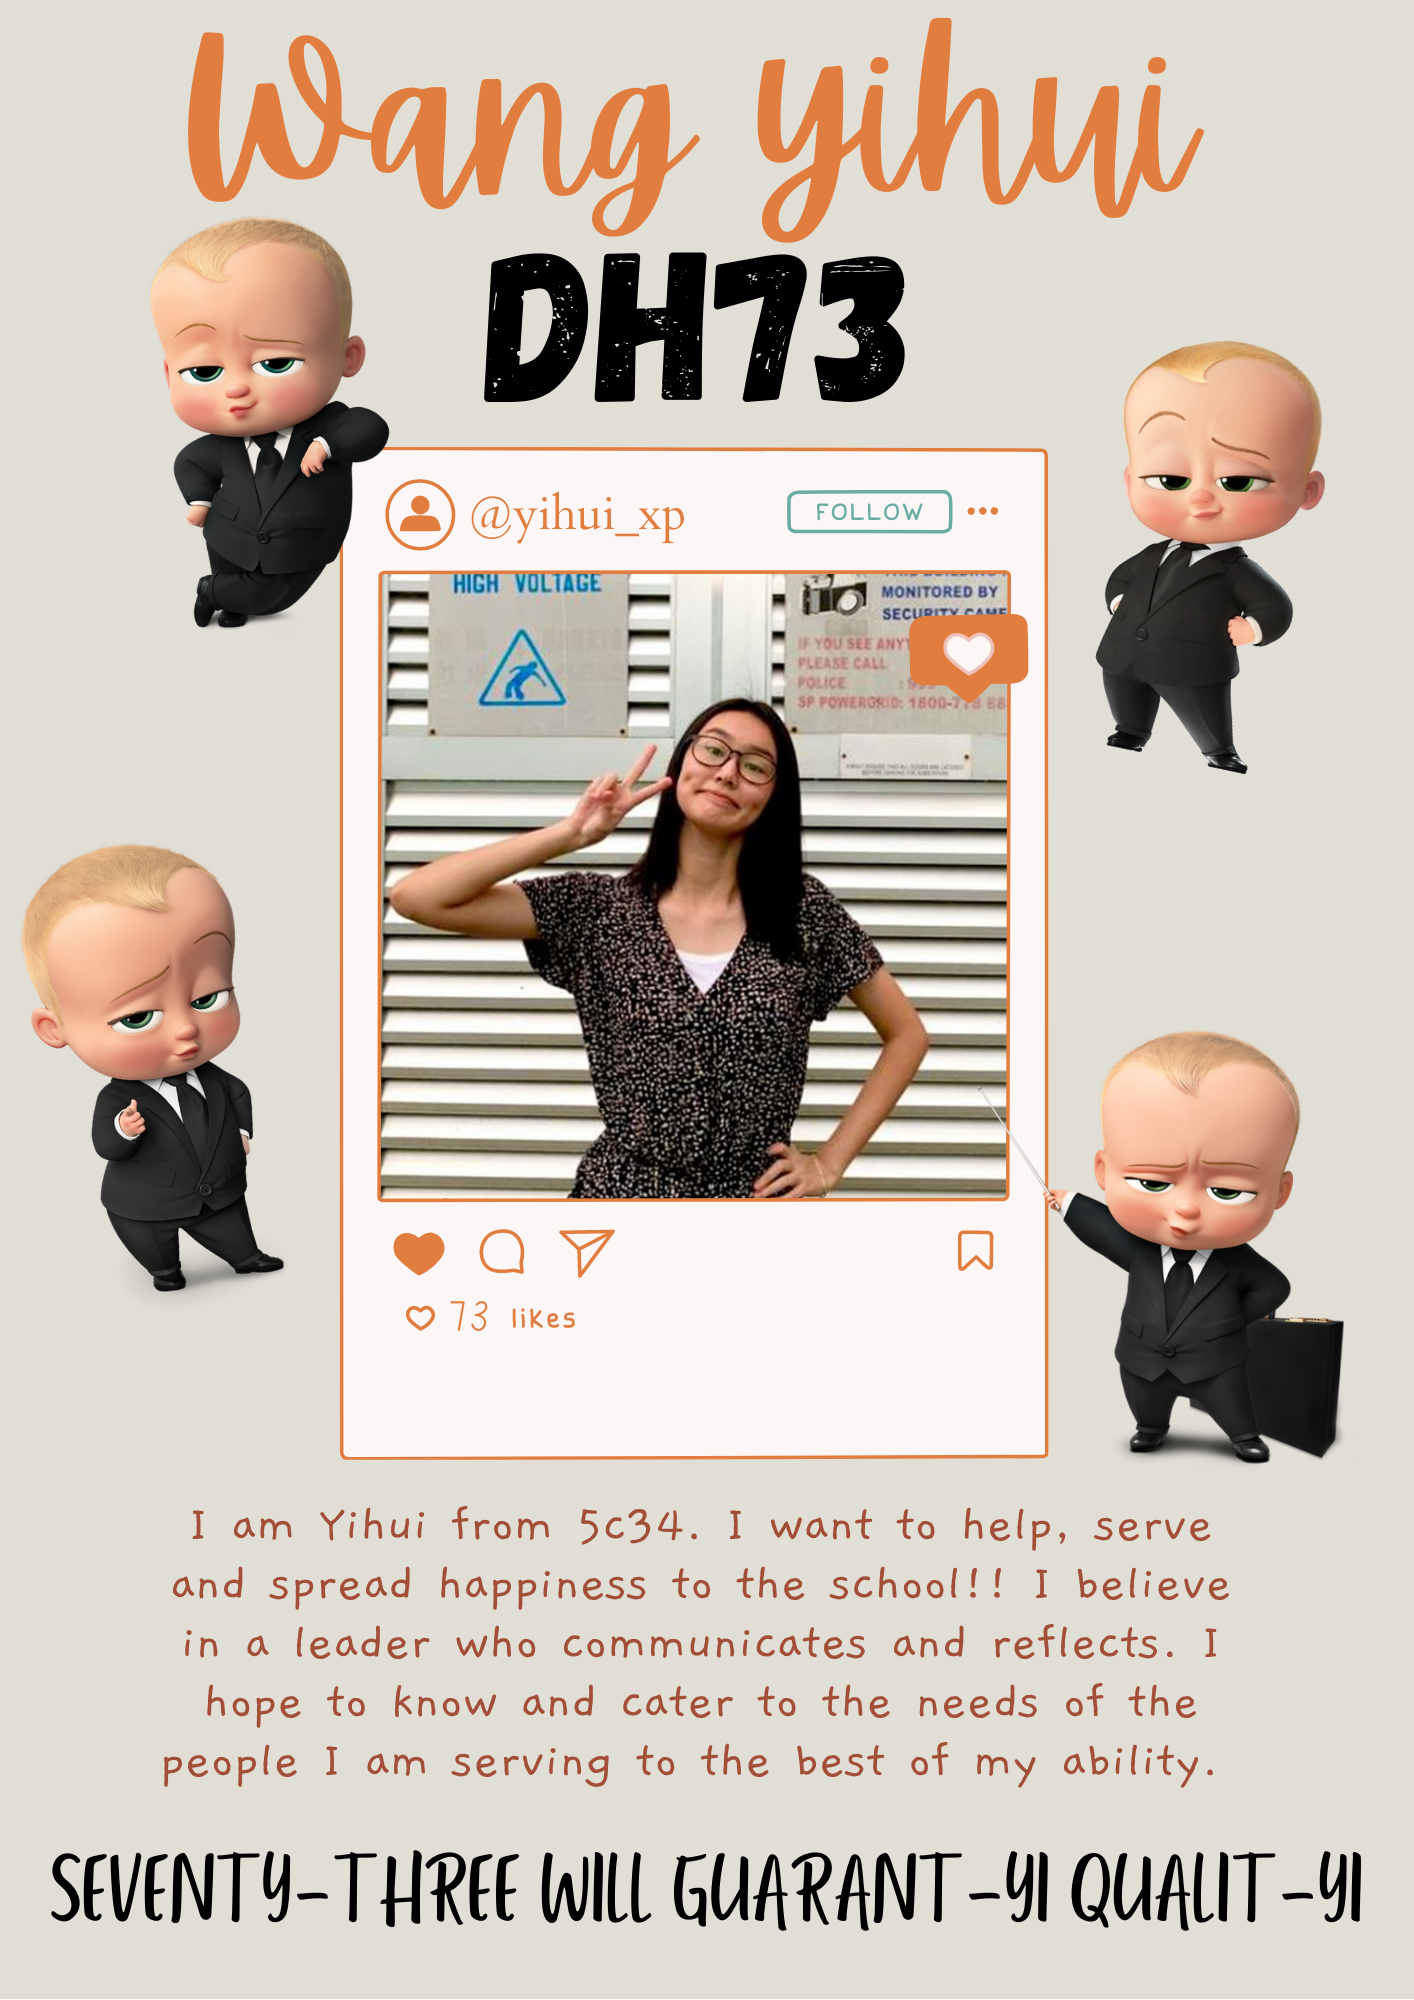 Wang yihui
DH73
@yihui_xp
FOLLOW
HIGH VOLTAGE
MONITORED BY
SECURITY
IF YOU SEE
PLEASE CALL
POLICE :
SP POWERGRID: 1800-
73 likes
I am Yihui from 5c34. I want to help, serve
and spread happiness to the school!! I believe
in a leader who communicates and reflects. I
hope to know and cater to the needs of the
people I am serving to the best of my ability.
SEVENTY-THREE WILL GUARANT-YI QUALIT-YI